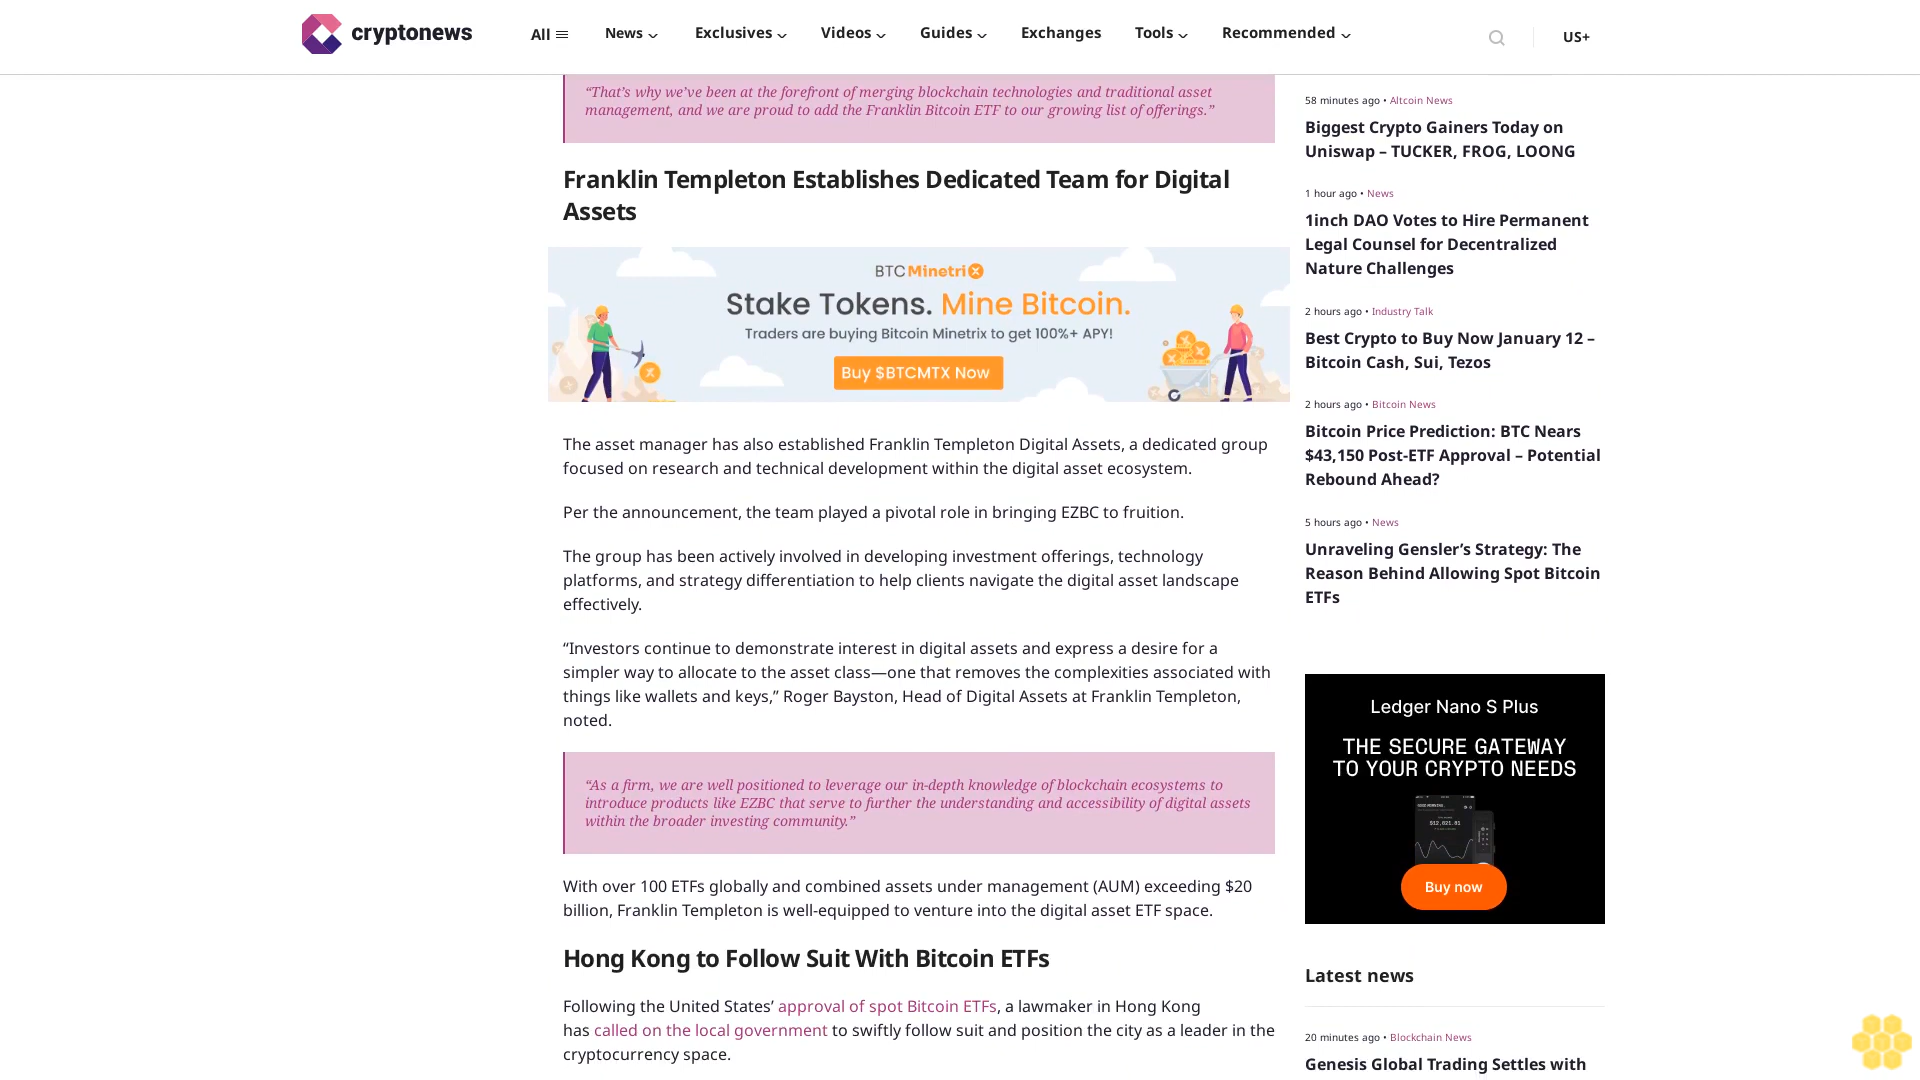 cryptonews
All
News
Exclusives
Videos
Guides
Exchanges
Tools
Recommended
US+
“That’s why we’ve been at the forefront of merging blockchain technologies and traditional asset
management, and we are proud to add the Franklin Bitcoin ETF to our growing list of offerings.”
Franklin Templeton Establishes Dedicated Team for Digital
Assets
BTC Minetrix
Stake Tokens. Mine Bitcoin.
Traders are buying Bitcoin Minetrix to get 100%+ APY!
Buy $BTCMTX Now
The asset manager has also established Franklin Templeton Digital Assets, a dedicated group
focused on research and technical development within the digital asset ecosystem.
Per the announcement, the team played a pivotal role in bringing EZBC to fruition.
The group has been actively involved in developing investment offerings, technology
platforms, and strategy differentiation to help clients navigate the digital asset landscape
effectively.
“Investors continue to demonstrate interest in digital assets and express a desire for a
simpler way to allocate to the asset class—one that removes the complexities associated with
things like wallets and keys,” Roger Bayston, Head of Digital Assets at Franklin Templeton,
noted.
“As a firm, we are well positioned to leverage our in-depth knowledge of blockchain ecosystems to
introduce products like EZBC that serve to further the understanding and accessibility of digital assets
within the broader investing community.”
With over 100 ETFs globally and combined assets under management (AUM) exceeding $20
billion, Franklin Templeton is well-equipped to venture into the digital asset ETF space.
Hong Kong to Follow Suit With Bitcoin ETFs
Following the United States’ approval of spot Bitcoin ETFs, a lawmaker in Hong Kong
has called on the local government to swiftly follow suit and position the city as a leader in the
cryptocurrency space.
58 minutes ago • Altcoin News
Biggest Crypto Gainers Today on
Uniswap – TUCKER, FROG, LOONG
1 hour ago • News
1inch DAO Votes to Hire Permanent
Legal Counsel for Decentralized
Nature Challenges
2 hours ago • Industry Talk
Best Crypto to Buy Now January 12 –
Bitcoin Cash, Sui, Tezos
2 hours ago • Bitcoin News
Bitcoin Price Prediction: BTC Nears
$43,150 Post-ETF Approval – Potential
Rebound Ahead?
5 hours ago • News
Unraveling Gensler’s Strategy: The
Reason Behind Allowing Spot Bitcoin
ETFs
Ledger Nano S Plus
THE SECURE GATEWAY
TO YOUR CRYPTO NEEDS
$12,821.81
Buy now
Latest news
20 minutes ago • Blockchain News
Genesis Global Trading Settles with